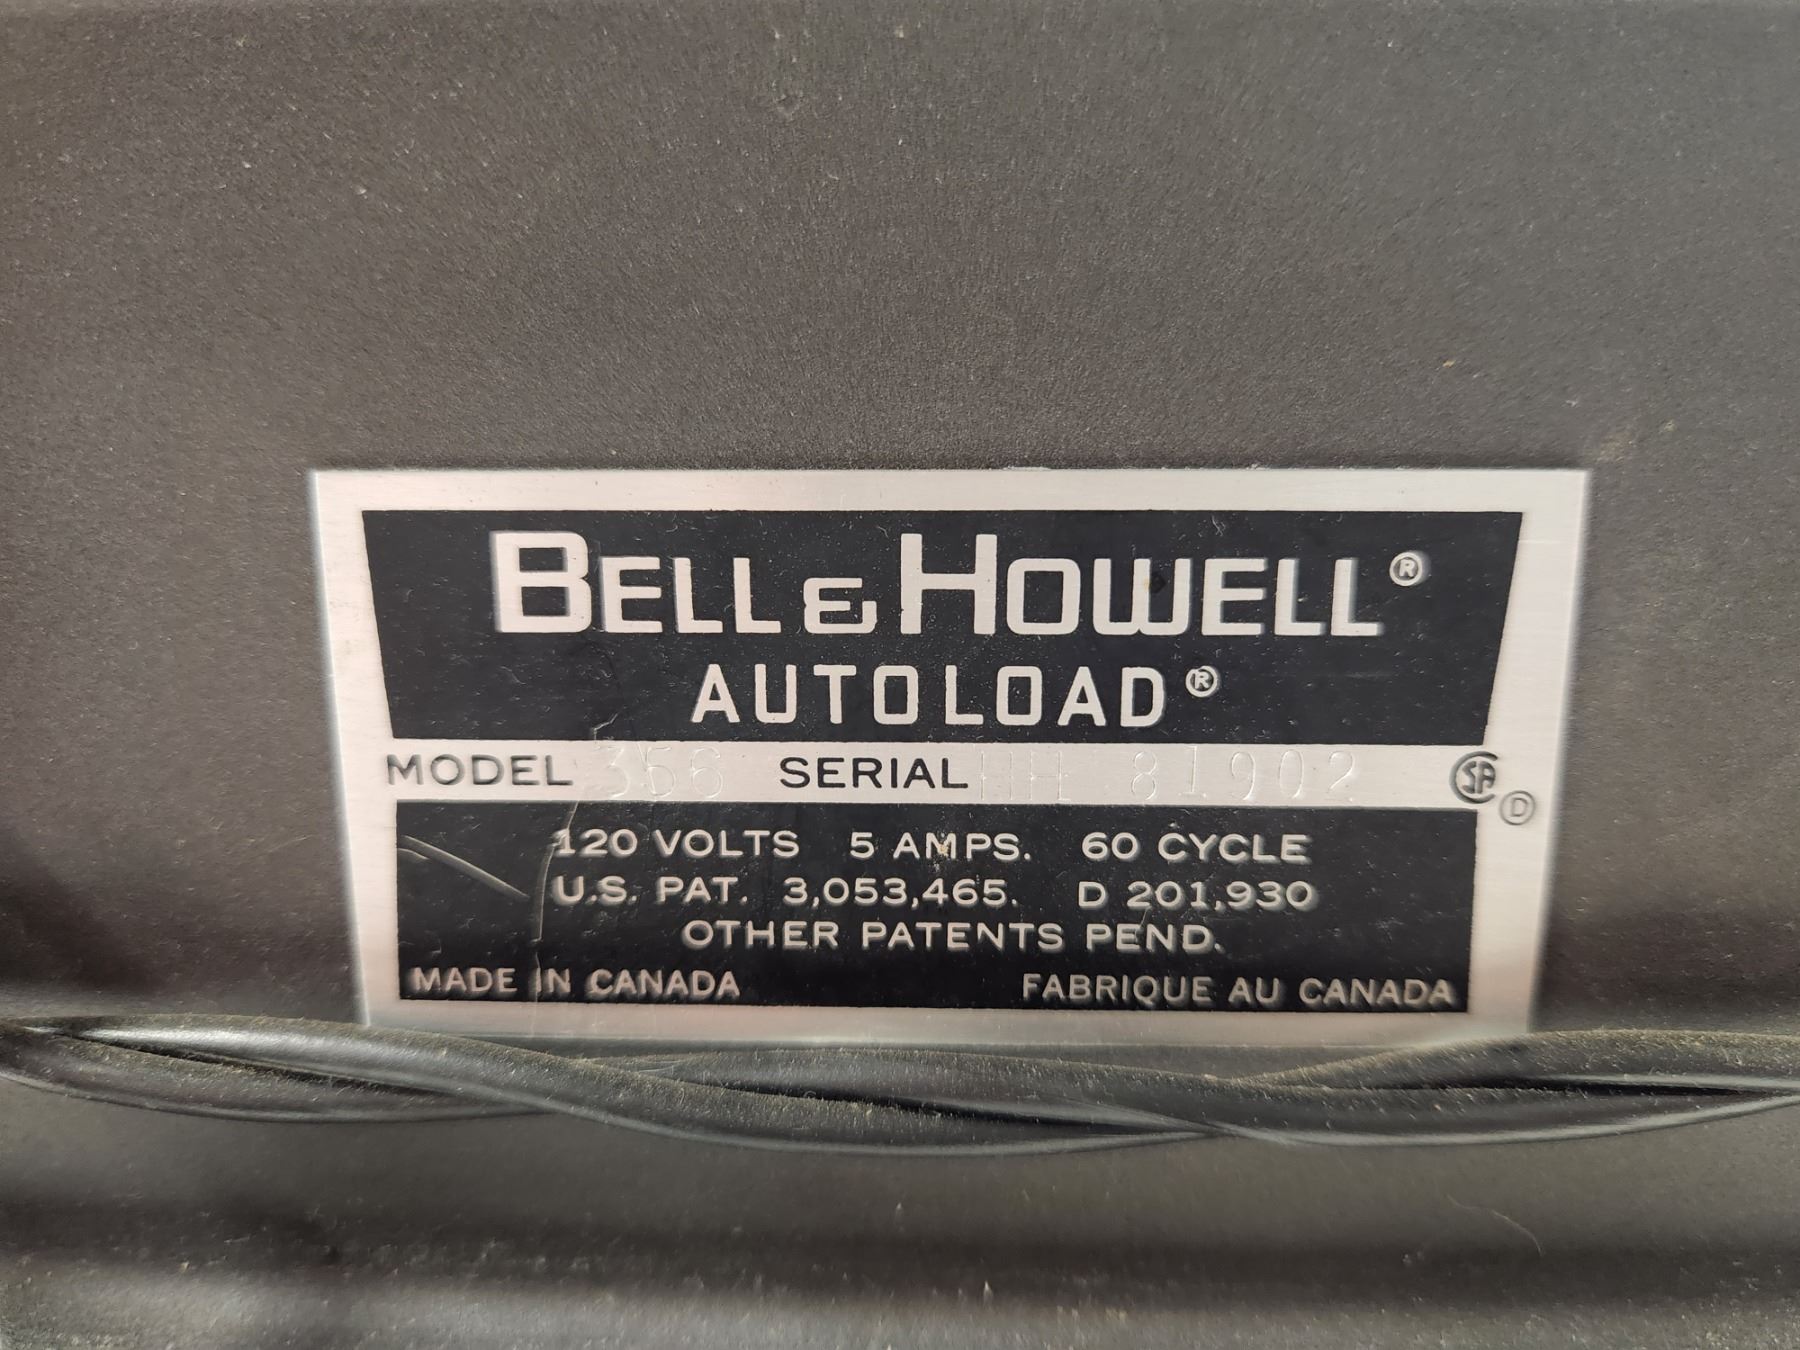 BELL & HOWELL®
AUTOLOAD®
MODEL 356 SERIAL HH 81902 SA
D
120 VOLTS 5 AMPS. 60 CYCLE
U.S. PAT. 3,053,465. D 201,930
OTHER PATENTS PEND.
MADE IN CANADA FABRIQUE AU CANADA